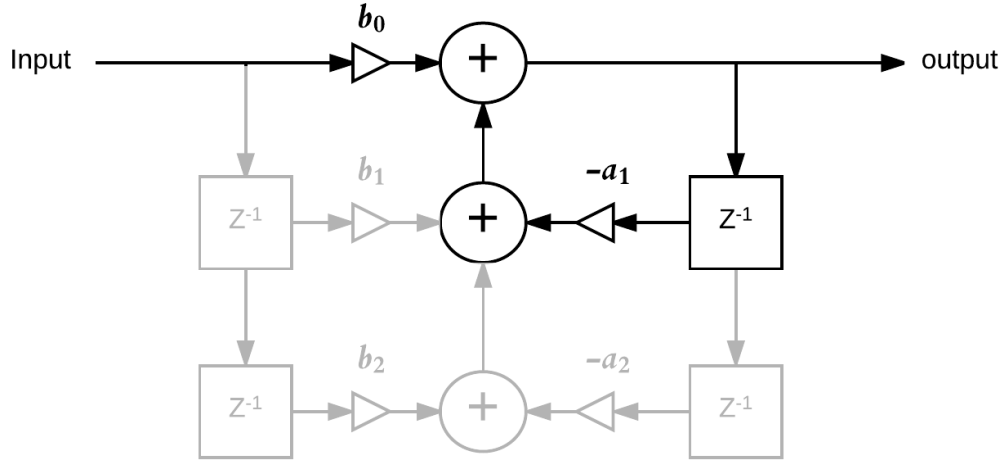 b₀
Input + output
b₁ -a₁
Z⁻¹ + Z⁻¹
b₂ -a₂
Z⁻¹ + Z⁻¹